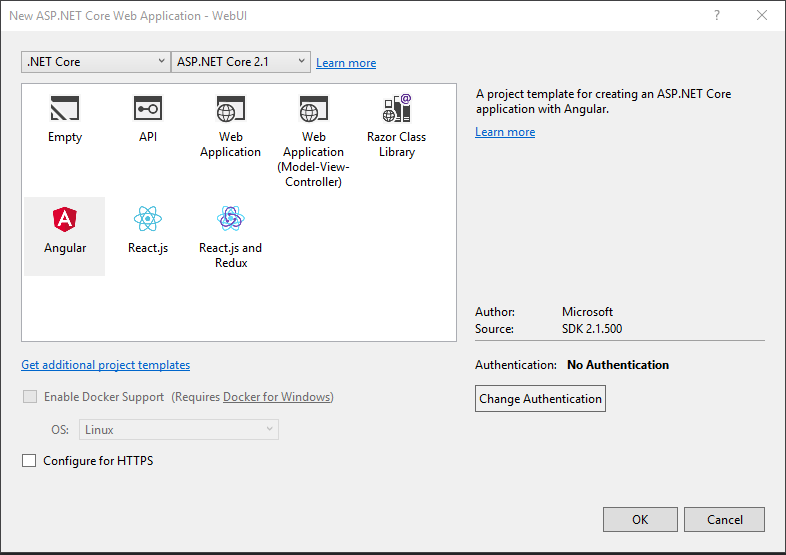 New ASP.NET Core Web Application - WebUI
?
.NET Core
ASP.NET Core 2.1
Learn more
Empty
API
Web
Application
Web
Application
(Model-View-
Controller)
Razor Class
Library
Angular
React.js
React.js and
Redux
A project template for creating an ASP.NET Core
application with Angular.
Learn more
Author: Microsoft
Source: SDK 2.1.500
Get additional project templates
Authentication: No Authentication
Enable Docker Support (Requires Docker for Windows)
Change Authentication
OS: Linux
Configure for HTTPS
OK
Cancel